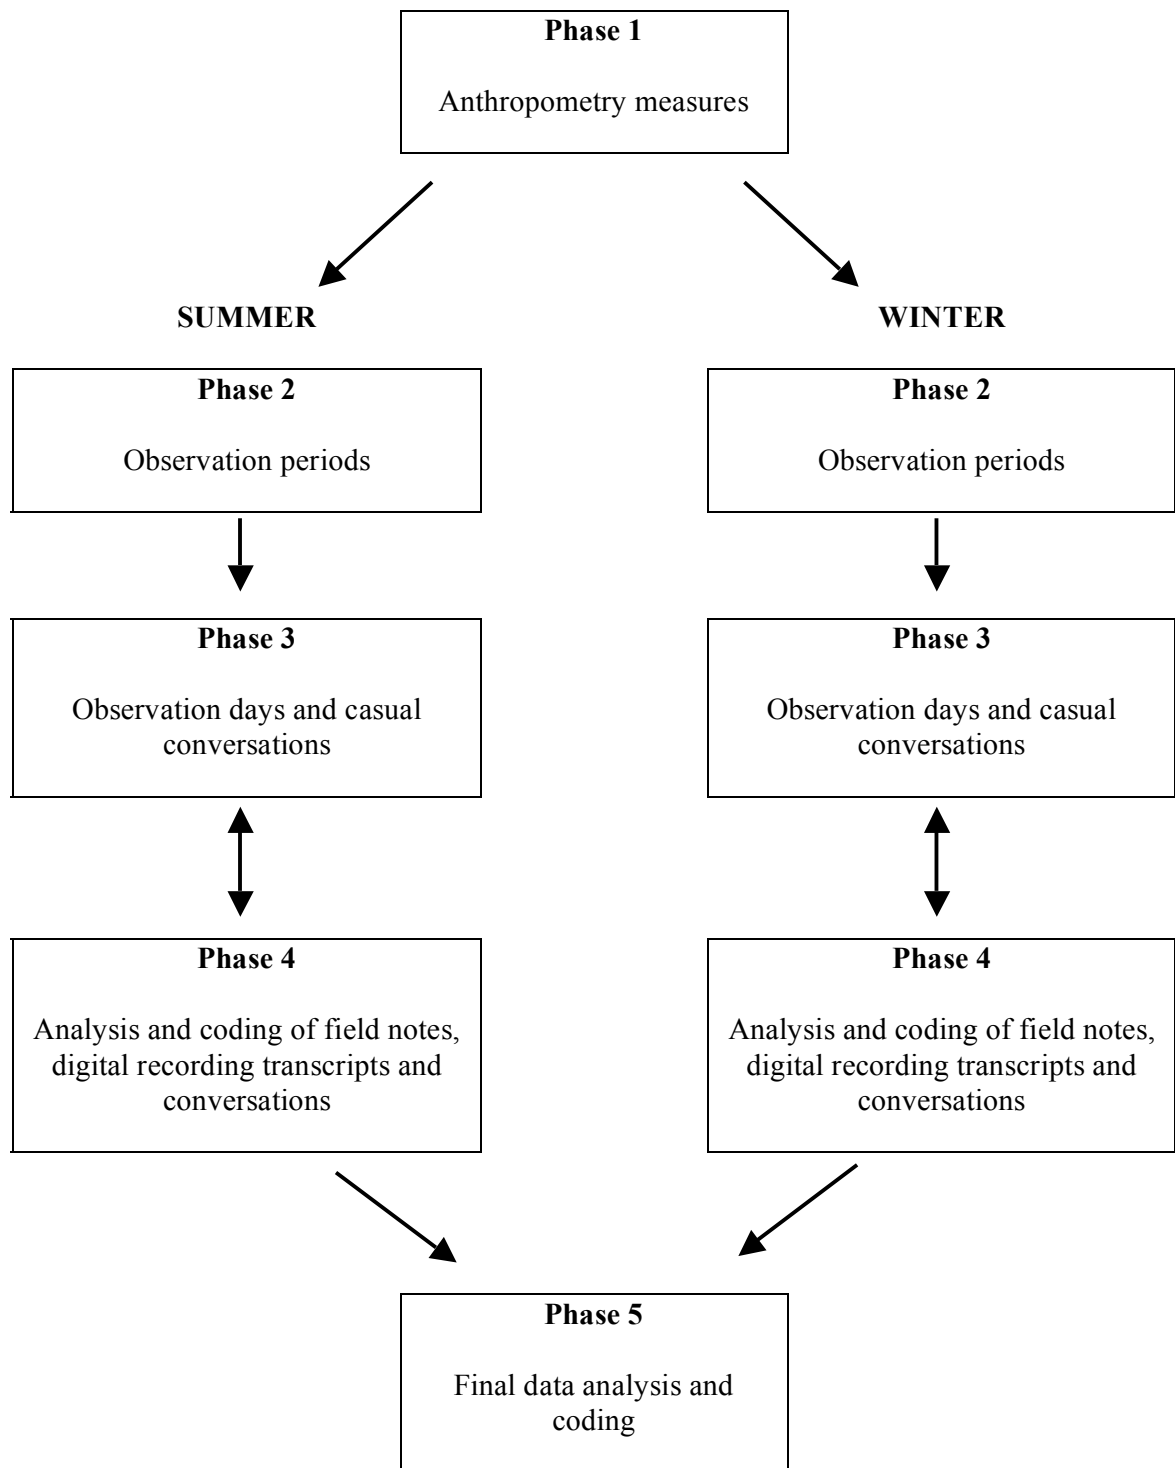 Phase 1
Anthropometry measures
SUMMER
WINTER
Phase 2
Observation periods
Phase 2
Observation periods
Phase 3
Observation days and casual
conversations
Phase 3
Observation days and casual
conversations
Phase 4
Analysis and coding of field notes,
digital recording transcripts and
conversations
Phase 4
Analysis and coding of field notes,
digital recording transcripts and
conversations
Phase 5
Final data analysis and
coding